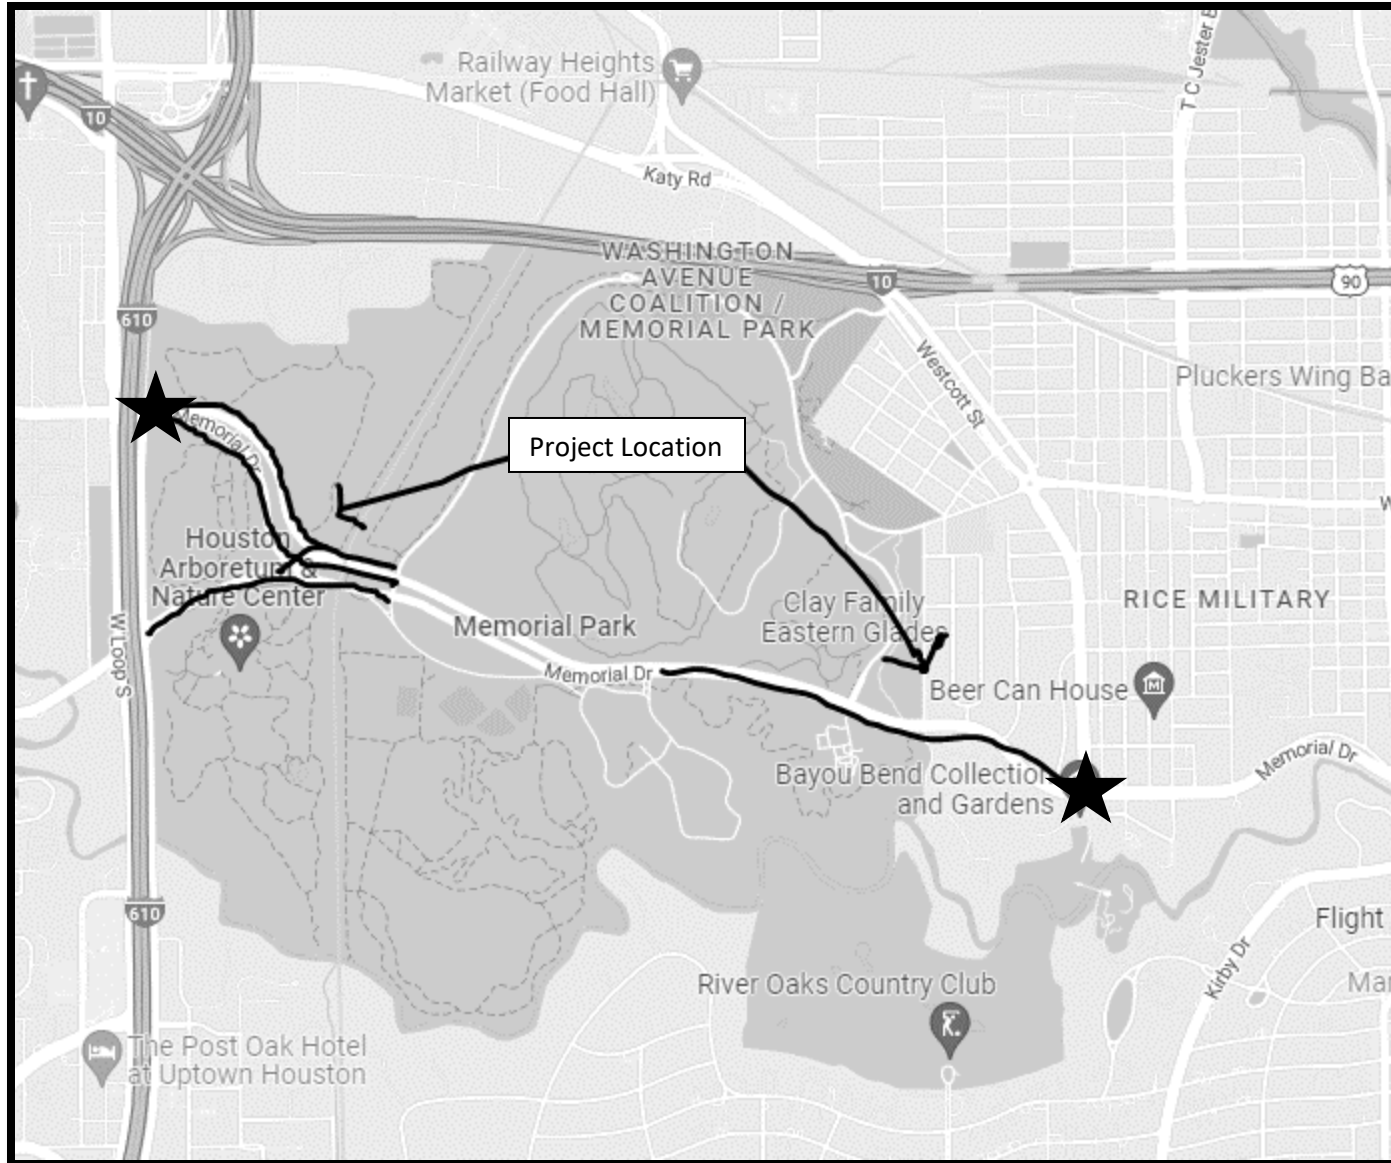 T C Jester B
Railway Heights
Market (Food Hall)
10
Katy Rd
WASHINGTON
AVENUE
COALITION /
MEMORIAL PARK
10
90
610
Westcott St
Pluckers Wing Ba
Memorial Dr
Project Location
W
Houston
Arboretum &
Nature Center
RICE MILITARY
Clay Family
Eastern Glades
Memorial Park
W Loop S
Memorial Dr
Beer Can House
M
Memorial Dr
Bayou Bend Collection
and Gardens
610
Flight
Kirby Dr
River Oaks Country Club
Mar
The Post Oak Hotel
at Uptown Houston